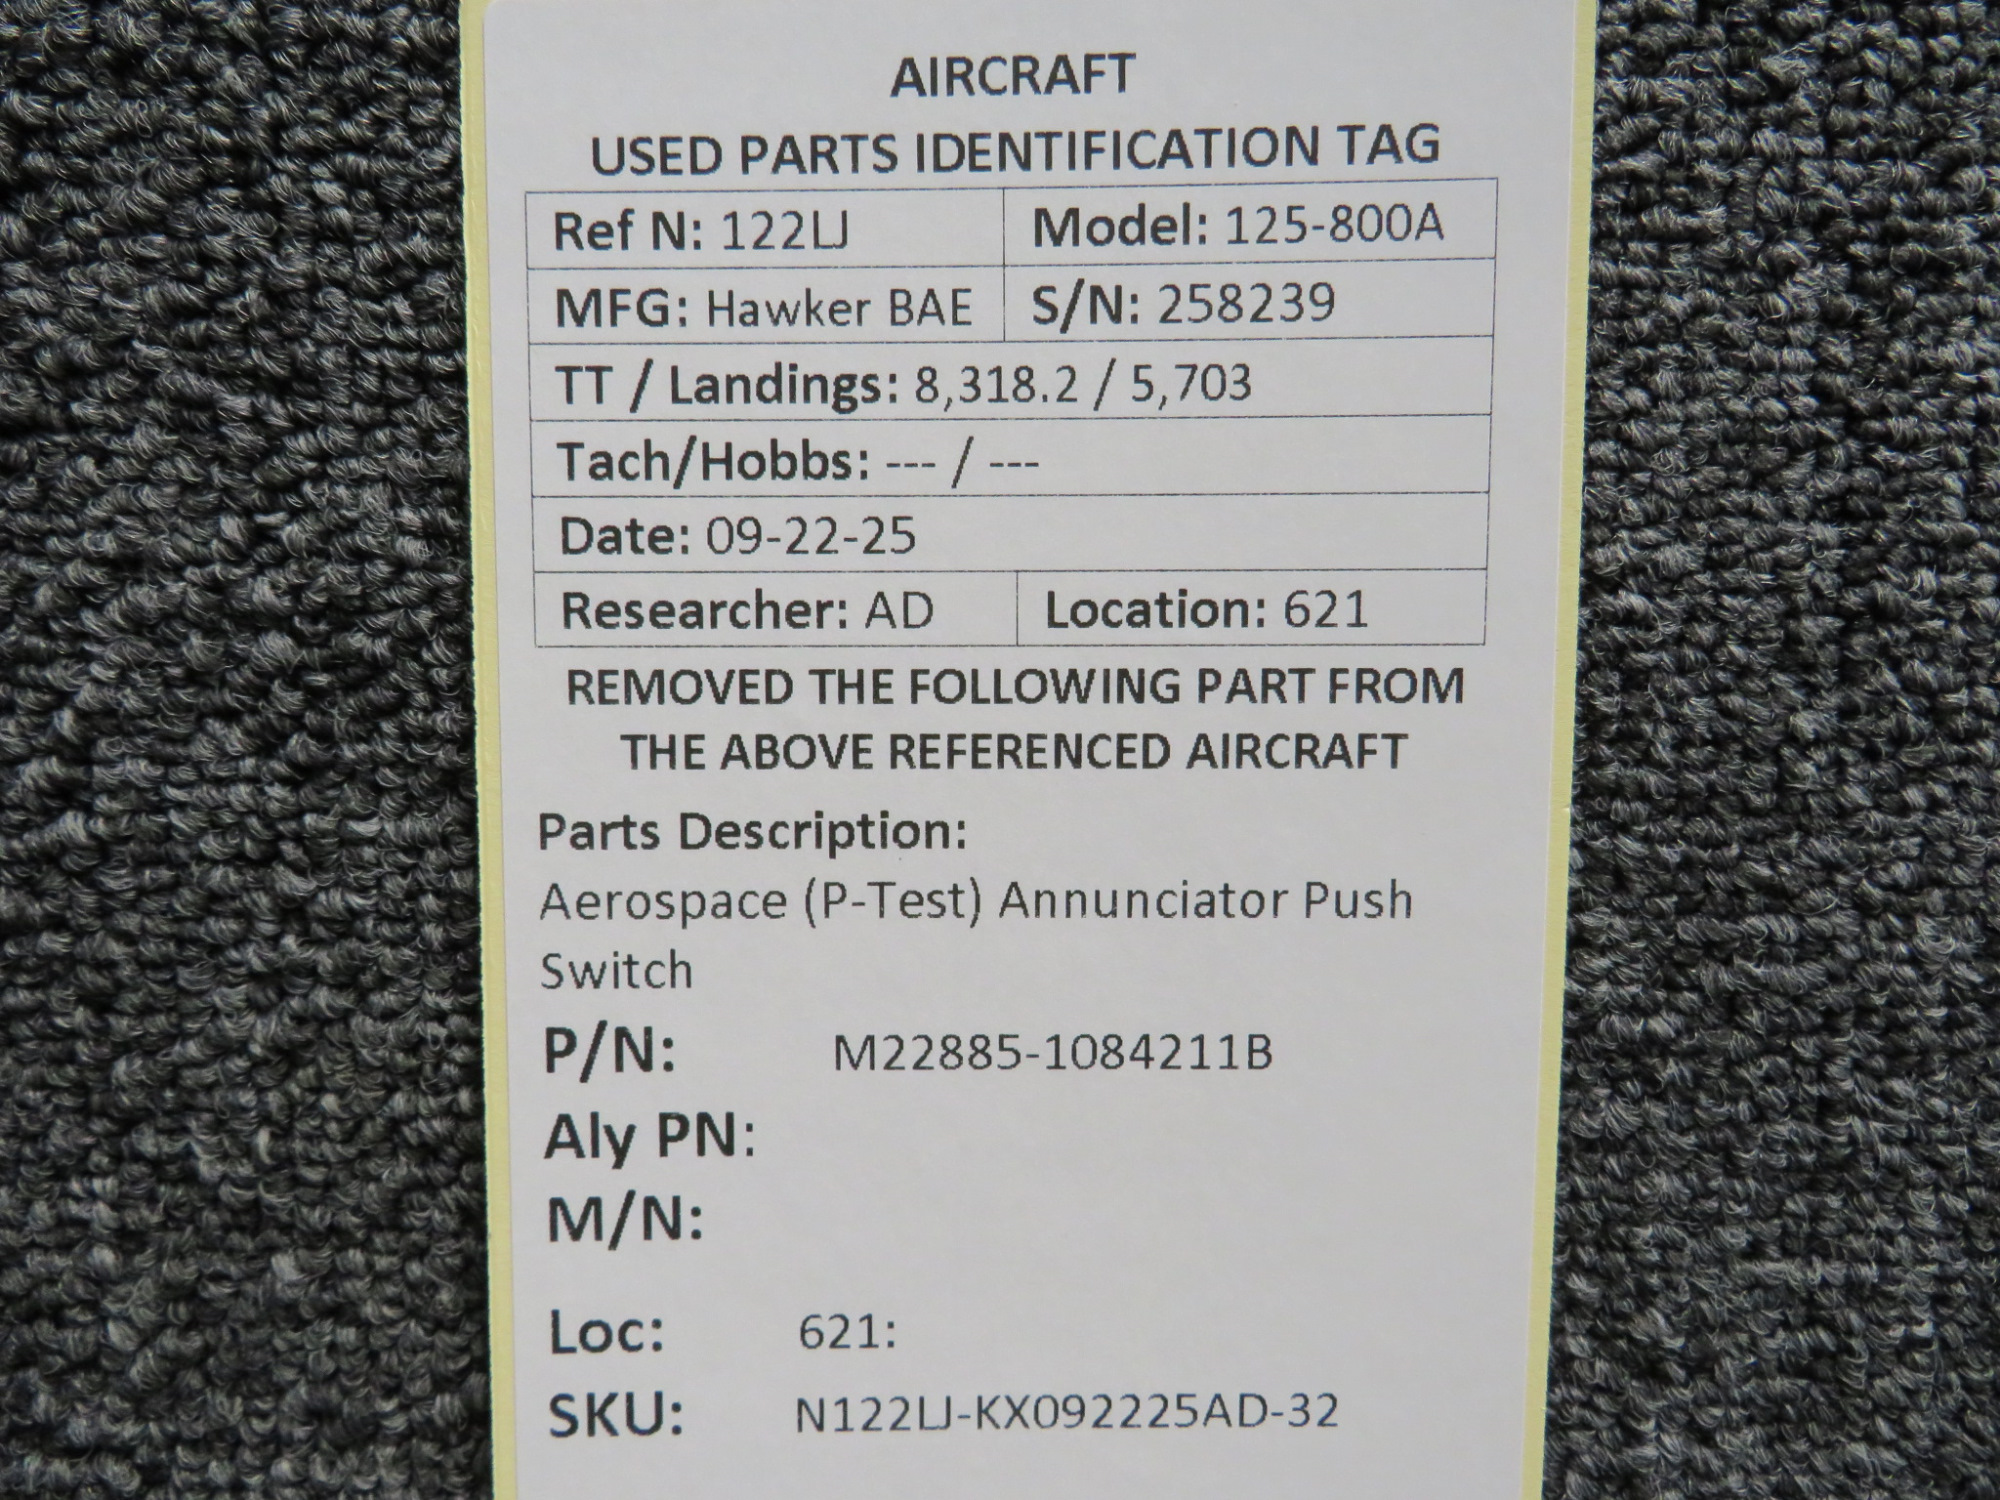 AIRCRAFT
USED PARTS IDENTIFICATION TAG
Ref N: 122LJ Model: 125-800A
MFG: Hawker BAE S/N: 258239
TT / Landings: 8,318.2 / 5,703
Tach/Hobbs: --- / ---
Date: 09-22-25
Researcher: AD Location: 621
REMOVED THE FOLLOWING PART FROM
THE ABOVE REFERENCED AIRCRAFT
Parts Description:
Aerospace (P-Test) Annunciator Push
Switch
P/N: M22885-1084211B
Aly PN:
M/N:
Loc: 621:
SKU: N122LJ-KX092225AD-32